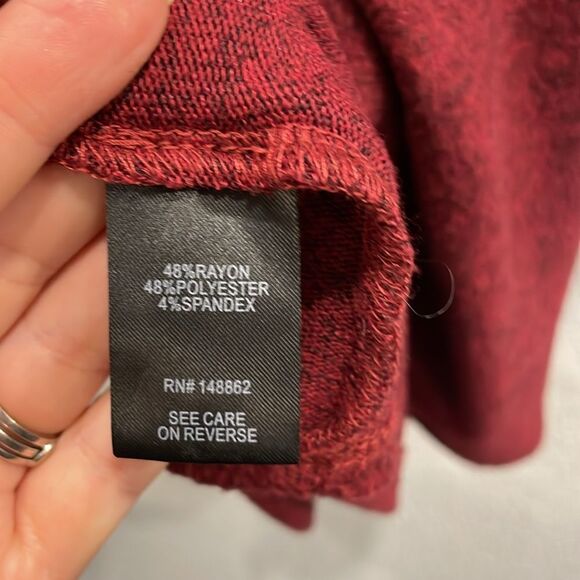 48%RAYON
48%POLYESTER
4%SPANDEX
RN# 148862
SEE CARE
ON REVERSE